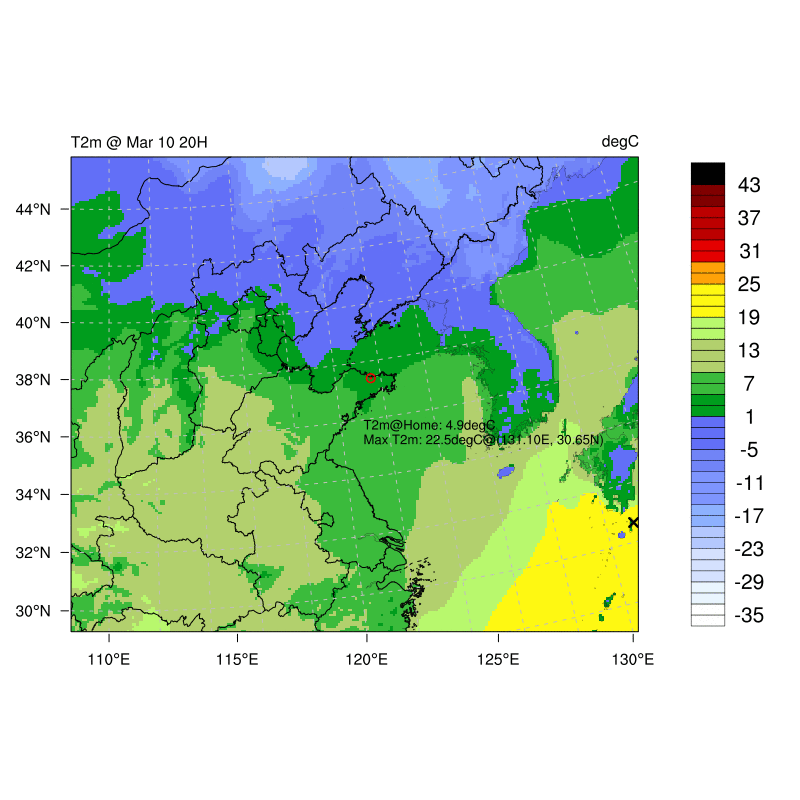 T2m @ Mar 10 20H
degC
44°N
42°N
40°N
38°N
36°N
34°N
32°N
30°N
110°E
115°E
120°E
125°E
130°E
T2m@Home: 4.9degC
Max T2m: 22.5degC@(131.10E, 30.65N)
43
37
31
25
19
13
7
1
-5
-11
-17
-23
-29
-35